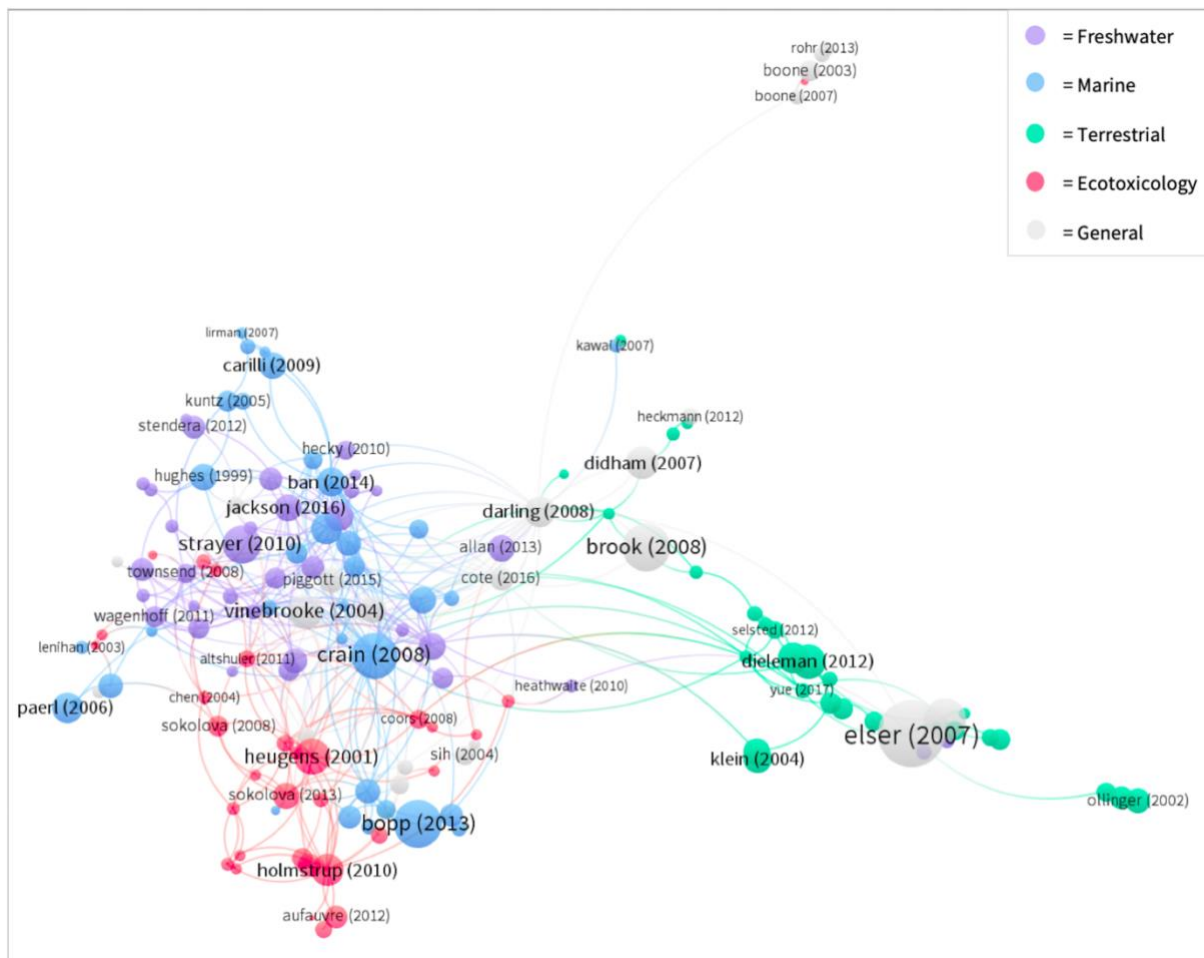 rohr (2013)
boone (2003)
boone (2007)
= Freshwater
= Marine
= Terrestrial
= Ecotoxicology
= General
lirman (2007)
carilli (2009)
kawal (2007)
kuntz (2005)
stendera (2012)
heckmann (2012)
hecky (2010)
didham (2007)
hughes (1999)
ban (2014)
jackson (2016)
darling (2008)
strayer (2010)
allan (2013)
brook (2008)
townsend (2008)
piggott (2015)
cote (2016)
wagenhoff (2011)
vinebrooke (2004)
selsted (2012)
lenihan (2003)
altshuler (2011)
crain (2008)
dieleman (2012)
heathwaite (2010)
yue (2017)
chen (2004)
paerl (2006)
sokolova (2008)
coors (2008)
elser (2007)
heugens (2001)
sih (2004)
klein (2004)
sokolova (2013)
ollinger (2002)
bopp (2013)
holmstrup (2010)
aufauvre (2012)